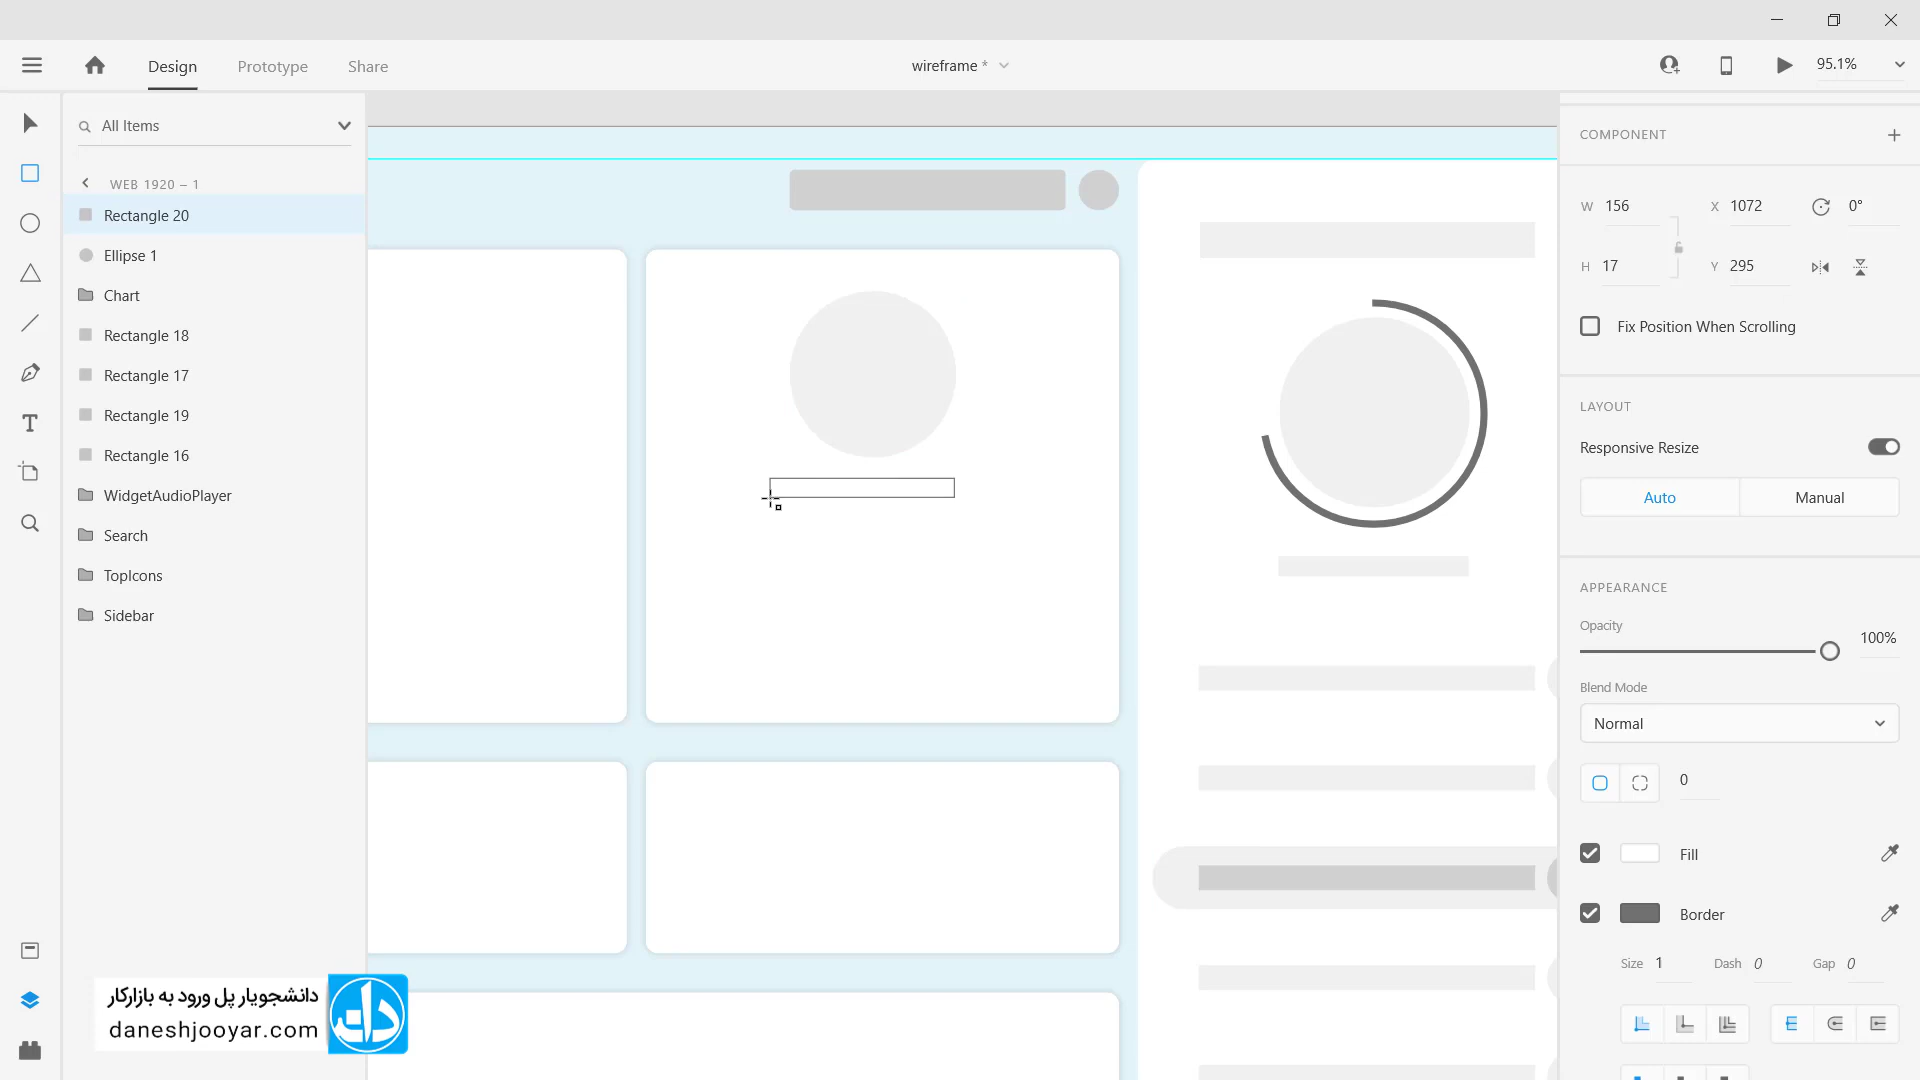 Design
Prototype
Share
wireframe *
95.1%
All Items
WEB 1920 – 1
Rectangle 20
Ellipse 1
Chart
Rectangle 18
Rectangle 17
Rectangle 19
Rectangle 16
WidgetAudioPlayer
Search
TopIcons
Sidebar
دانشجویار پل ورود به بازارکار
daneshjooyar.com
COMPONENT
W 156 X 1072 0°
H 17 Y 295
Fix Position When Scrolling
LAYOUT
Responsive Resize
Auto Manual
APPEARANCE
Opacity
100%
Blend Mode
Normal
0
Fill
Border
Size 1 Dash 0 Gap 0